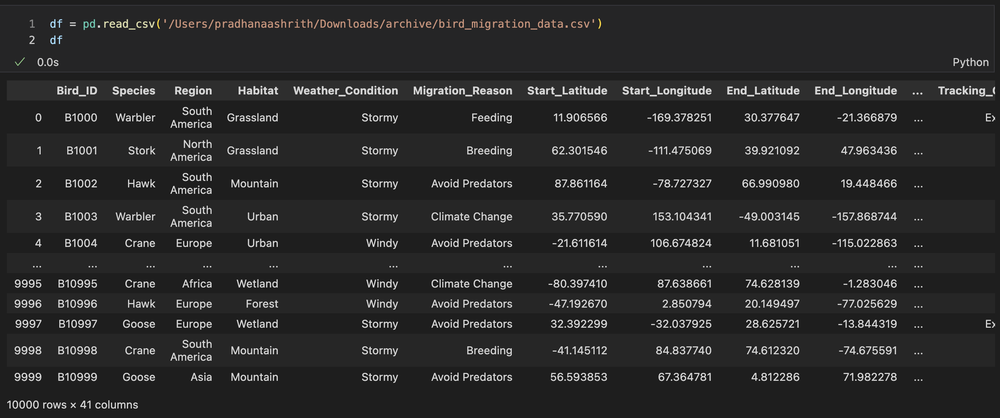 1 df = pd.read_csv('/Users/pradhanaashrith/Downloads/archive/bird_migration_data.csv')
2 df
0.0s Python
Bird_ID Species Region Habitat Weather_Condition Migration_Reason Start_Latitude Start_Longitude End_Latitude End_Longitude ... Tracking_
0 B1000 Warbler South America Grassland Stormy Feeding 11.906566 -169.378251 30.377647 -21.366879 ... Ex
1 B1001 Stork North America Grassland Stormy Breeding 62.301546 -111.475069 39.921092 47.963436 ...
2 B1002 Hawk South America Mountain Stormy Avoid Predators 87.861164 -78.727327 66.990980 19.448466 ...
3 B1003 Warbler South America Urban Stormy Climate Change 35.770590 153.104341 -49.003145 -157.868744 ...
4 B1004 Crane Europe Urban Windy Avoid Predators -21.611614 106.674824 11.681051 -115.022863 ...
... ... ... ... ... ... ... ... ... ... ... ...
9995 B10995 Crane Africa Wetland Windy Climate Change -80.397410 87.638661 74.628139 -1.283046 ...
9996 B10996 Hawk Europe Forest Windy Avoid Predators -47.192670 2.850794 20.149497 -77.025629 ...
9997 B10997 Goose Europe Wetland Stormy Avoid Predators 32.392299 -32.037925 28.625721 -13.844319 ... Ex
9998 B10998 Crane South America Mountain Stormy Breeding -41.145112 84.837740 74.612320 -74.675591 ...
9999 B10999 Goose Asia Mountain Stormy Avoid Predators 56.593853 67.364781 4.812286 71.982278 ...
10000 rows × 41 columns